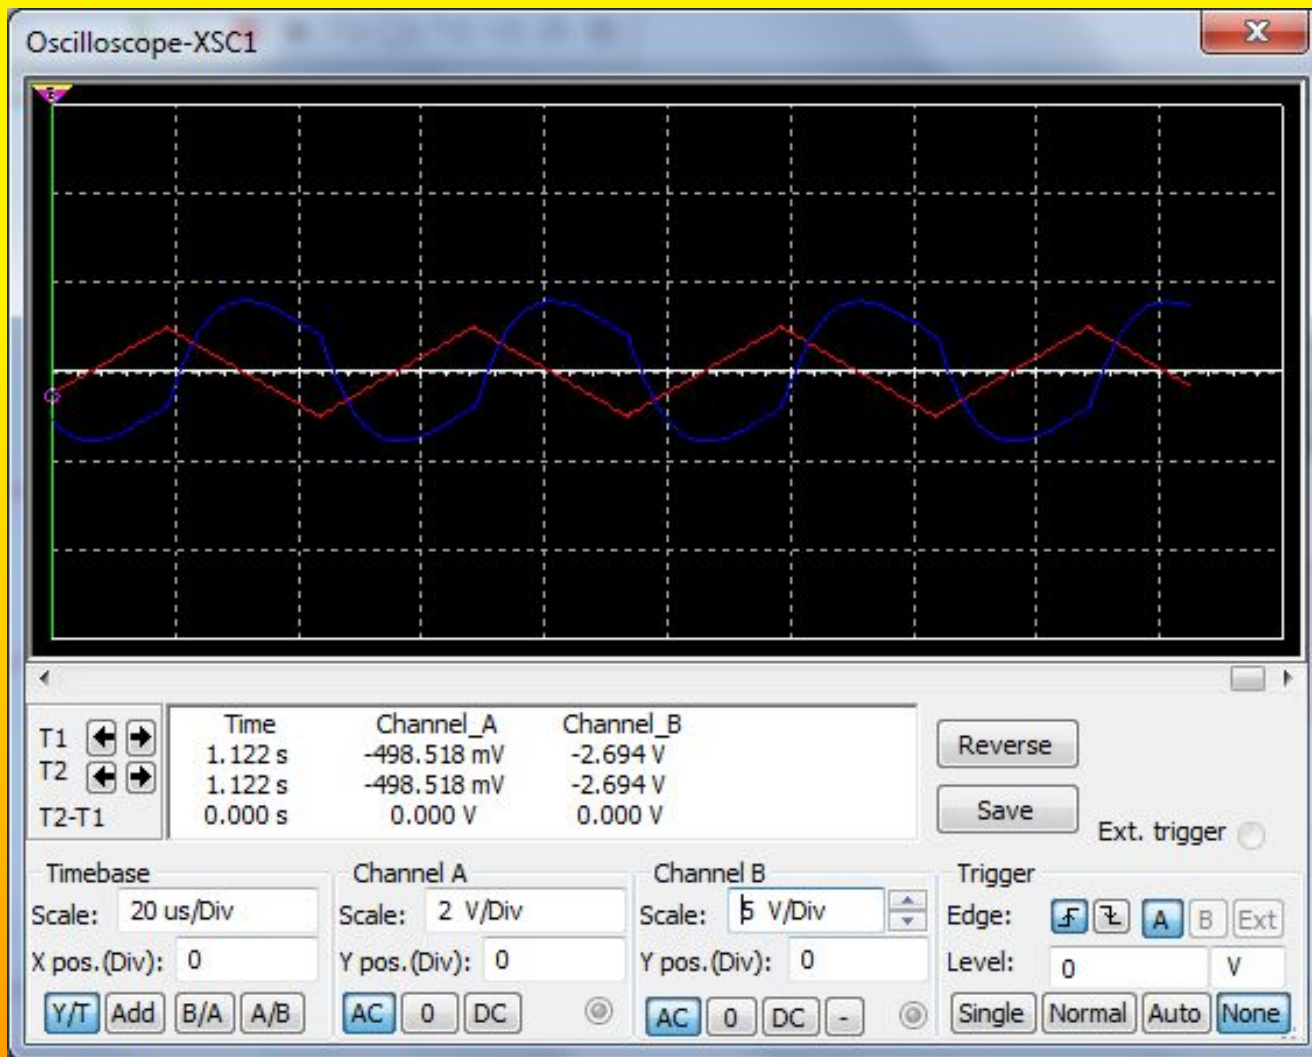 Oscilloscope-XSC1
T1
T2
T2-T1
Time Channel_A Channel_B
1.122 s -498.518 mV -2.694 V
1.122 s -498.518 mV -2.694 V
0.000 s 0.000 V 0.000 V
Reverse
Save
Ext. trigger
Timebase
Scale: 20 us/Div
X pos.(Div): 0
Y/T Add B/A A/B
Channel A
Scale: 2 V/Div
Y pos.(Div): 0
AC 0 DC
Channel B
Scale: 5 V/Div
Y pos.(Div): 0
AC 0 DC -
Trigger
Edge: A B Ext
Level: 0 V
Single Normal Auto None